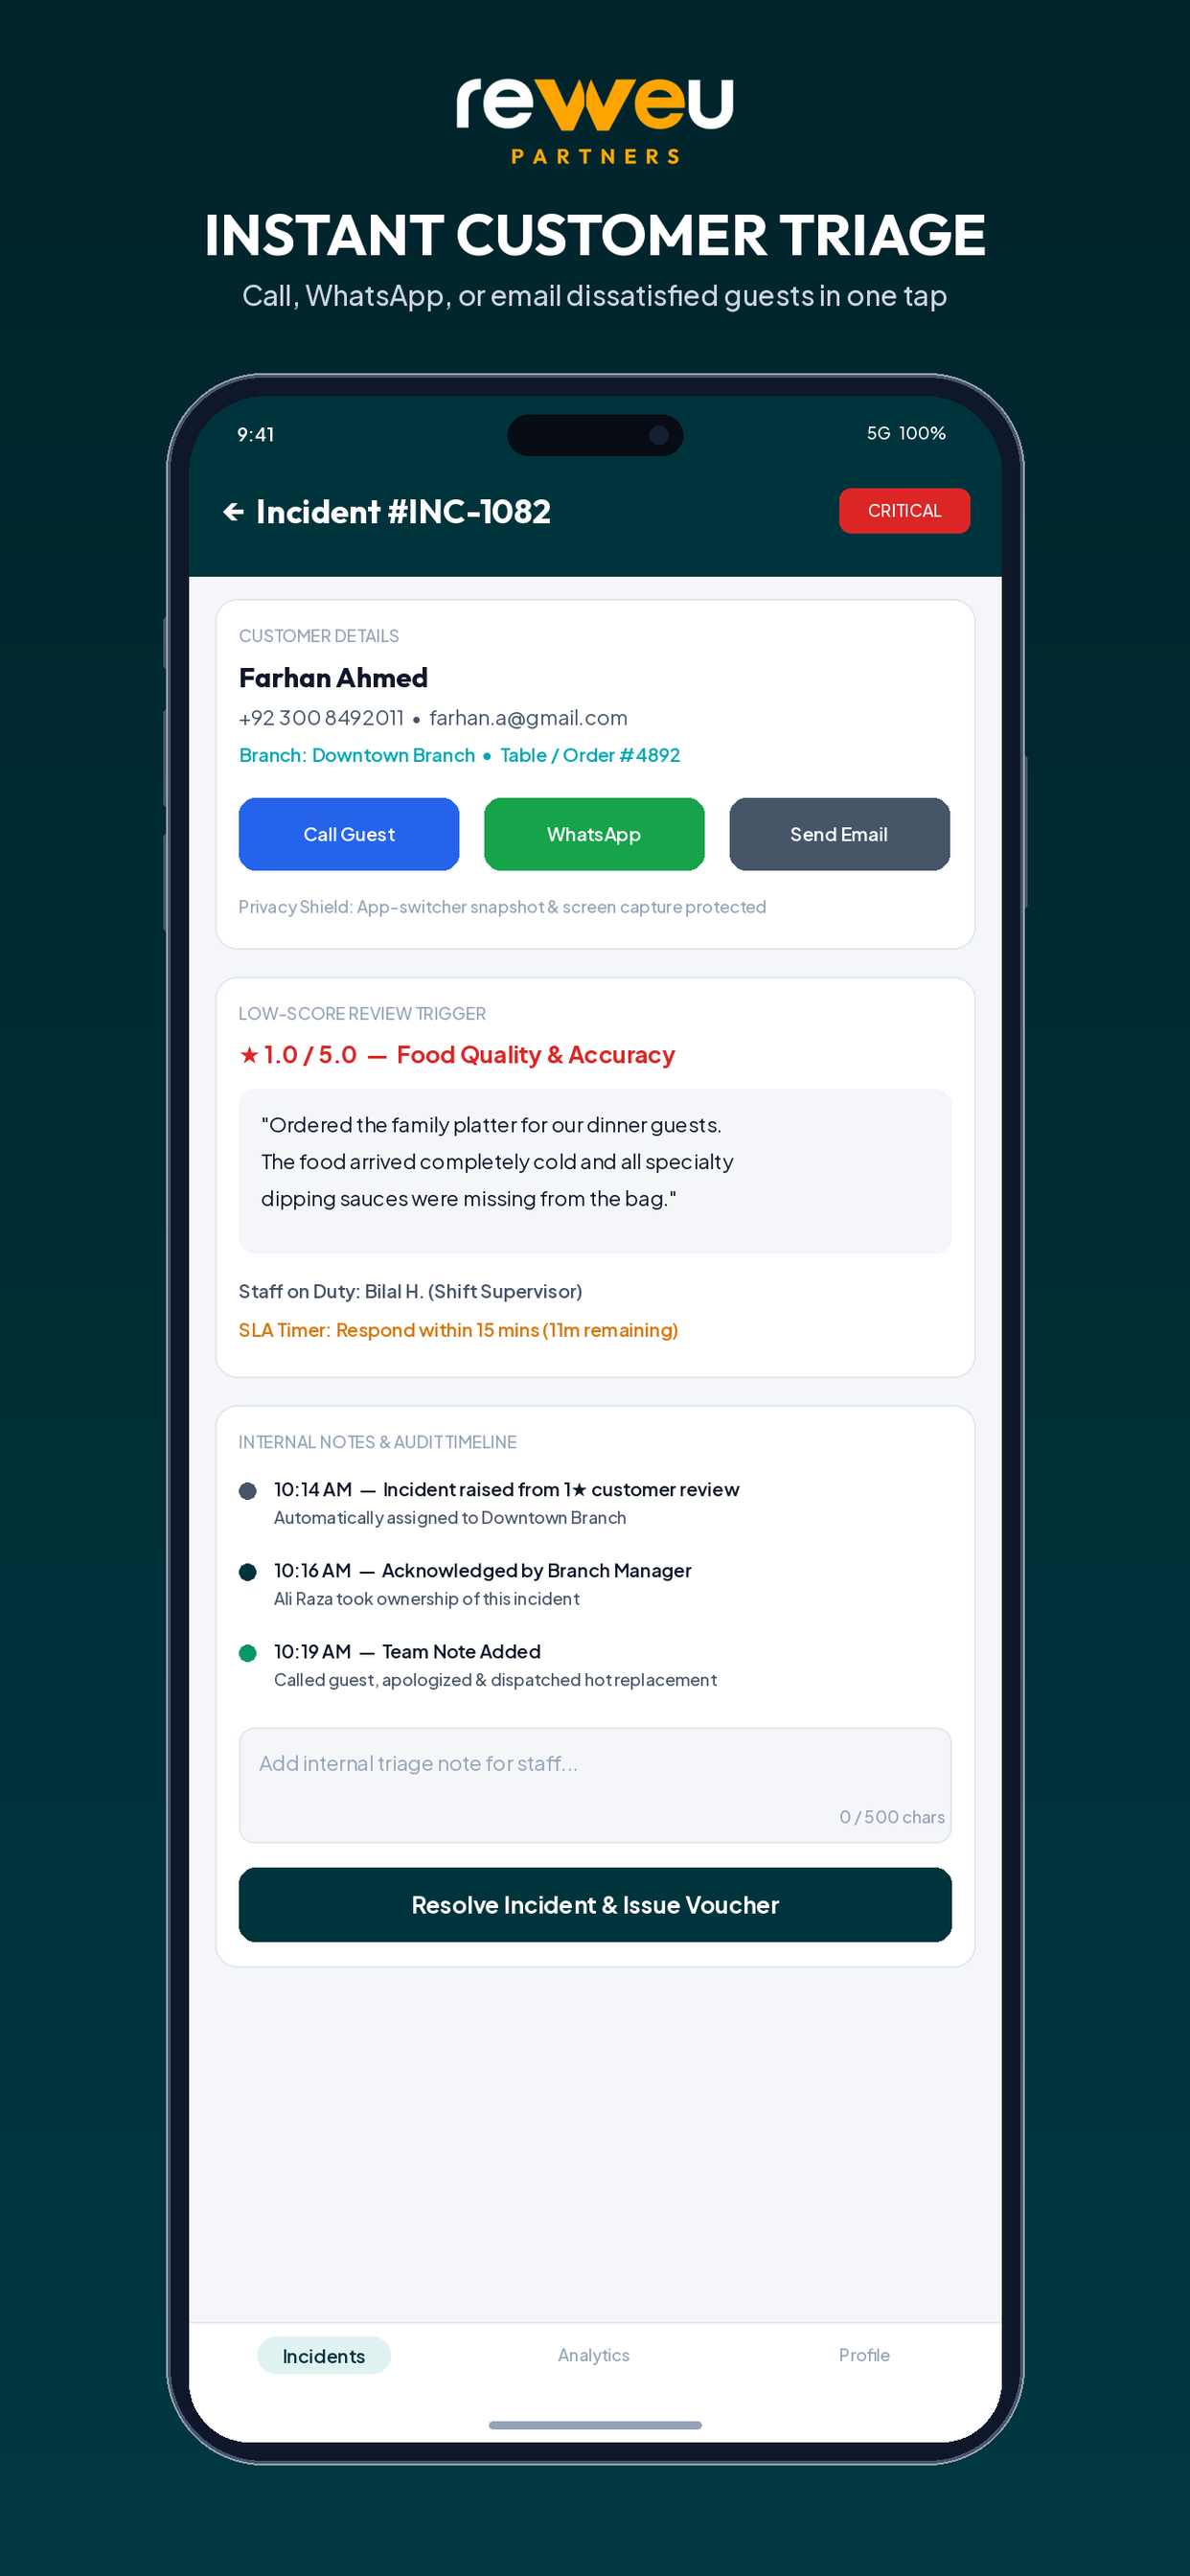 reweu
PARTNERS
INSTANT CUSTOMER TRIAGE
Call, WhatsApp, or email dissatisfied guests in one tap
9:41
5G 100%
← Incident #INC-1082
CRITICAL
CUSTOMER DETAILS
Farhan Ahmed
+92 300 8492011 • farhan.a@gmail.com
Branch: Downtown Branch • Table / Order #4892
Call Guest
WhatsApp
Send Email
Privacy Shield: App-switcher snapshot & screen capture protected
LOW-SCORE REVIEW TRIGGER
★ 1.0 / 5.0 — Food Quality & Accuracy
"Ordered the family platter for our dinner guests.
The food arrived completely cold and all specialty
dipping sauces were missing from the bag."
Staff on Duty: Bilal H. (Shift Supervisor)
SLA Timer: Respond within 15 mins (11m remaining)
INTERNAL NOTES & AUDIT TIMELINE
10:14 AM — Incident raised from 1★ customer review
Automatically assigned to Downtown Branch
10:16 AM — Acknowledged by Branch Manager
Ali Raza took ownership of this incident
10:19 AM — Team Note Added
Called guest, apologized & dispatched hot replacement
Add internal triage note for staff...
0 / 500 chars
Resolve Incident & Issue Voucher
Incidents
Analytics
Profile